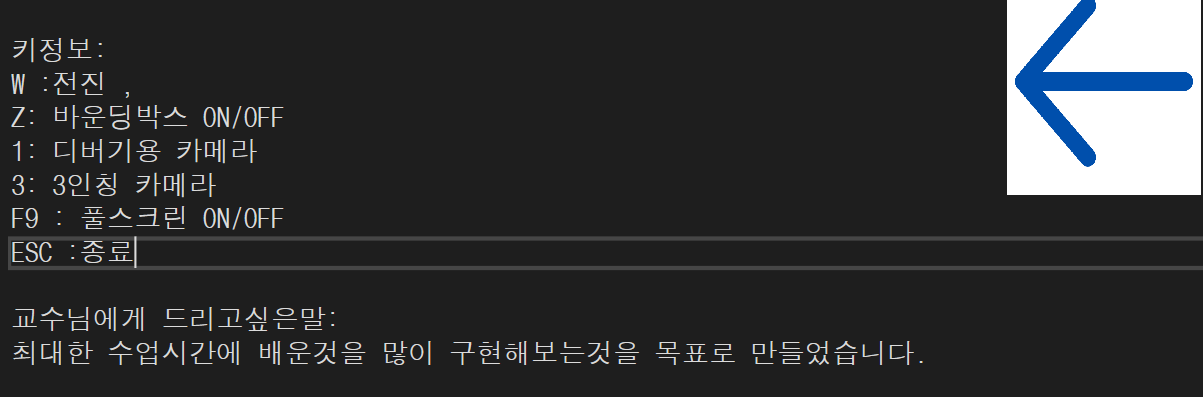 키정보:
W :전진 ,
Z: 바운딩박스 ON/OFF
1: 디버기용 카메라
3: 3인칭 카메라
F9 : 풀스크린 ON/OFF
ESC :종료
교수님에게 드리고싶은말:
최대한 수업시간에 배운것을 많이 구현해보는것을 목표로 만들었습니다.